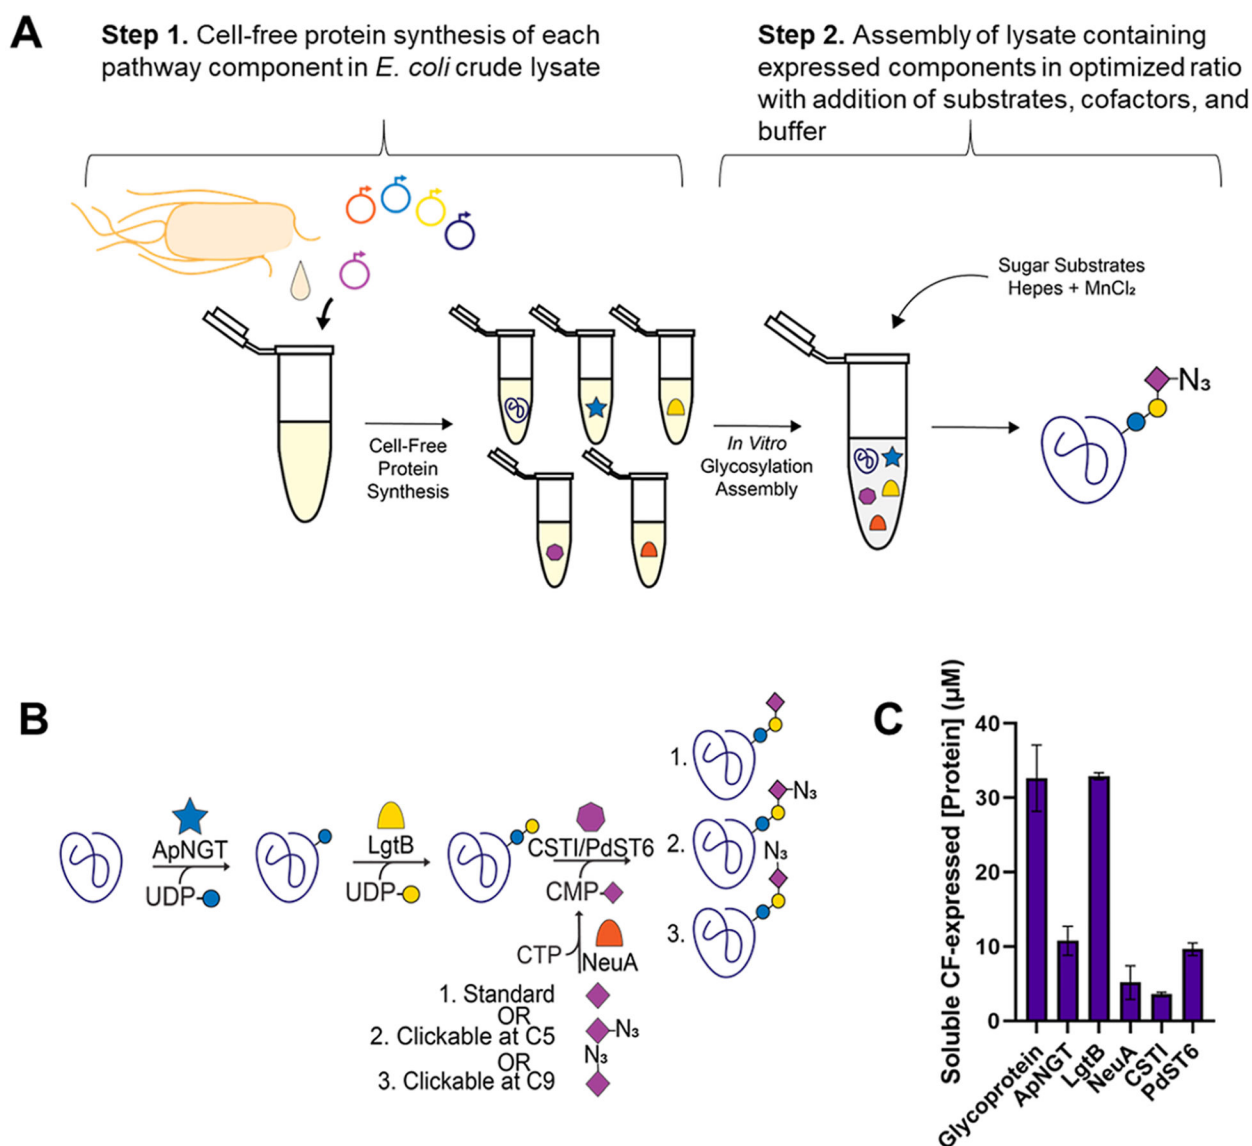 A
Step 1. Cell-free protein synthesis of each
pathway component in E. coli crude lysate
Step 2. Assembly of lysate containing
expressed components in optimized ratio
with addition of substrates, cofactors, and
buffer
Sugar Substrates
Hepes + MnCl₂
Cell-Free
Protein
Synthesis
In Vitro
Glycosylation
Assembly
N₃
B
ApNGT
UDP
LgtB
UDP
CSTI/PdST6
CMP
CTP
NeuA
1. Standard
OR
2. Clickable at C5
N₃
OR
N₃
3. Clickable at C9
1.
2.
N₃
3.
N₃
C
Soluble CF-expressed [Protein] (μM)
40
30
20
10
0
Glycoprotein
ApNGT
LgtB
NeuA
CSTI
PdST6